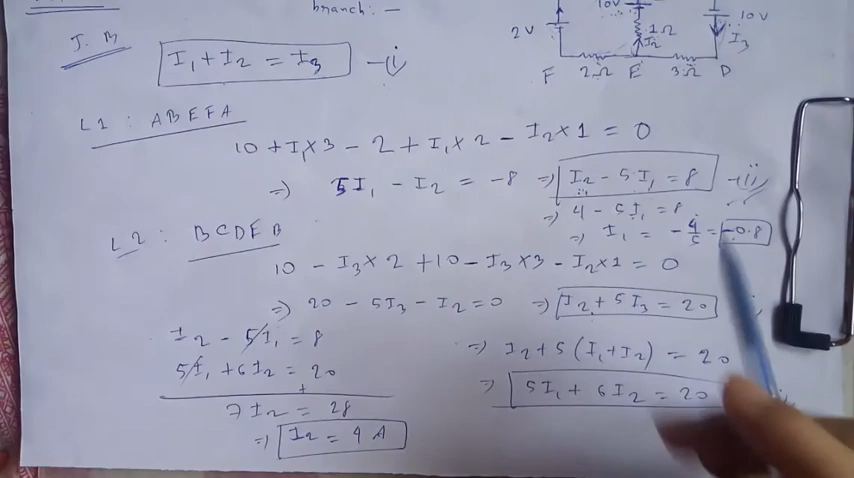 branch: —
10V
2V
1Ω
I2
10V
I3
F 2Ω E 3Ω D
J. B
I1 + I2 = I3 — (i)
L1 : ABEFA
10 + I1×3 − 2 + I1×2 − I2×1 = 0
⇒ 5I1 − I2 = −8 ⇒ I2 − 5I1 = 8 — (ii)
⇒ 4 − 5I1 = 8
⇒ I1 = −4/5 = −0.8
L2 : BCDEB
10 − I3×2 + 10 − I3×3 − I2×1 = 0
⇒ 20 − 5I3 − I2 = 0 ⇒ I2 + 5I3 = 20
⇒ I2 + 5(I1 + I2) = 20
⇒ 5I1 + 6I2 = 20
I2 − 5I1 = 8
5I1 + 6I2 = 20
+
7I2 = 28
⇒ I2 = 4 A